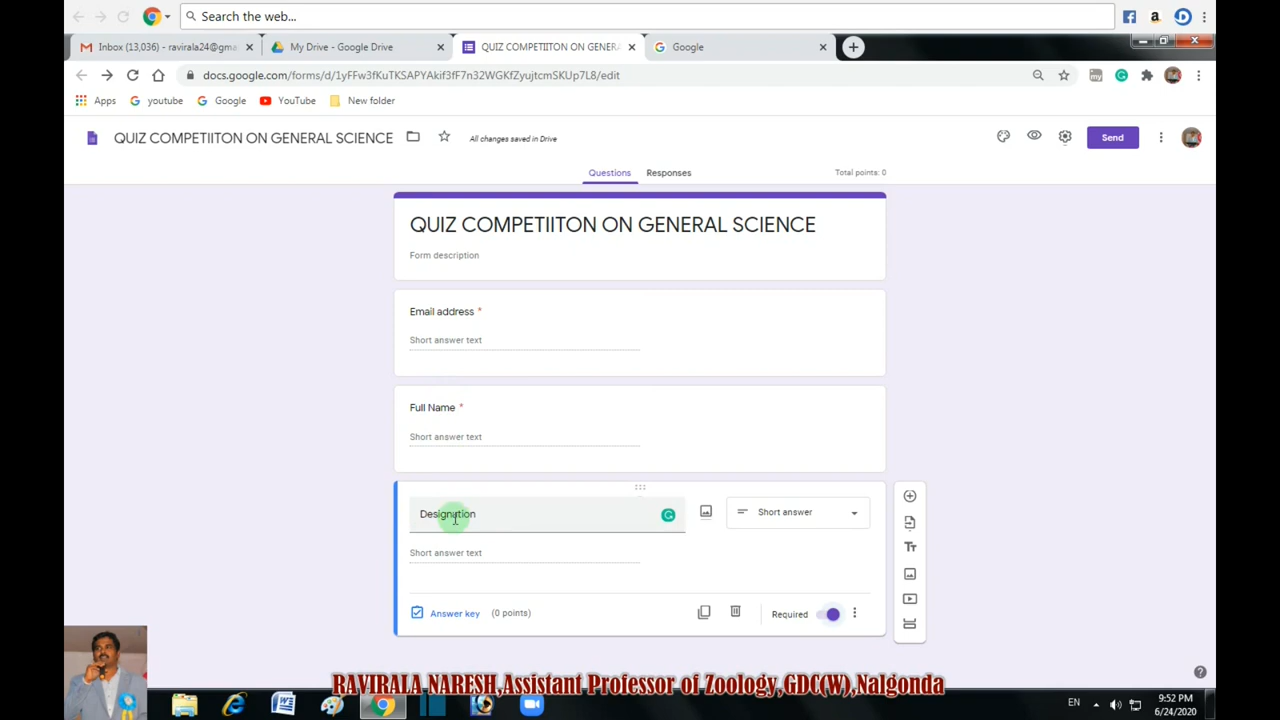 Search the web...
Inbox (13,036) - ravirala24@gma
My Drive - Google Drive
QUIZ COMPETIITON ON GENERA
Google
docs.google.com/forms/d/1yFFw3fKuTKSAPYAkif3fF7n32WGKfZyujtcmSKUp7L8/edit
Apps
youtube
Google
YouTube
New folder
QUIZ COMPETIITON ON GENERAL SCIENCE
All changes saved in Drive
Send
Questions
Responses
Total points: 0
QUIZ COMPETIITON ON GENERAL SCIENCE
Form description
Email address *
Short answer text
Full Name *
Short answer text
Designation
Short answer
Short answer text
Answer key
(0 points)
Required
RAVIRALA NARESH,Assistant Professor of Zoology,GDC(W),Nalgonda
EN
9:52 PM
6/24/2020